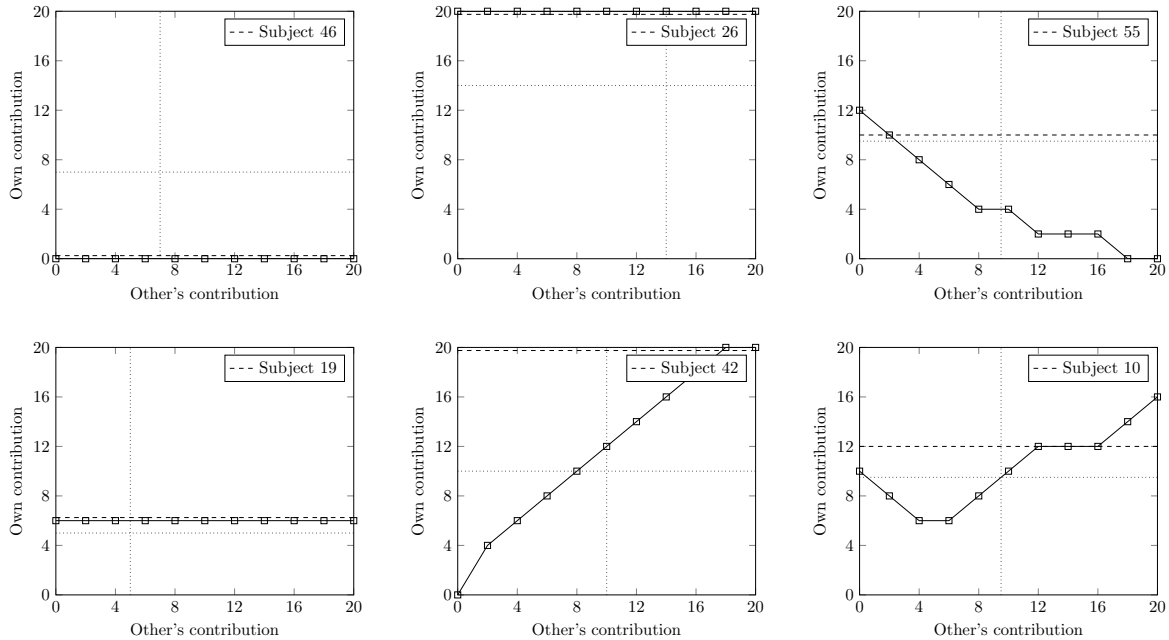 20
16
12
8
4
0
0 4 8 12 16 20
Own contribution
Other's contribution
Subject 46
20
16
12
8
4
0
0 4 8 12 16 20
Own contribution
Other's contribution
Subject 26
20
16
12
8
4
0
0 4 8 12 16 20
Own contribution
Other's contribution
Subject 55
20
16
12
8
4
0
0 4 8 12 16 20
Own contribution
Other's contribution
Subject 19
20
16
12
8
4
0
0 4 8 12 16 20
Own contribution
Other's contribution
Subject 42
20
16
12
8
4
0
0 4 8 12 16 20
Own contribution
Other's contribution
Subject 10